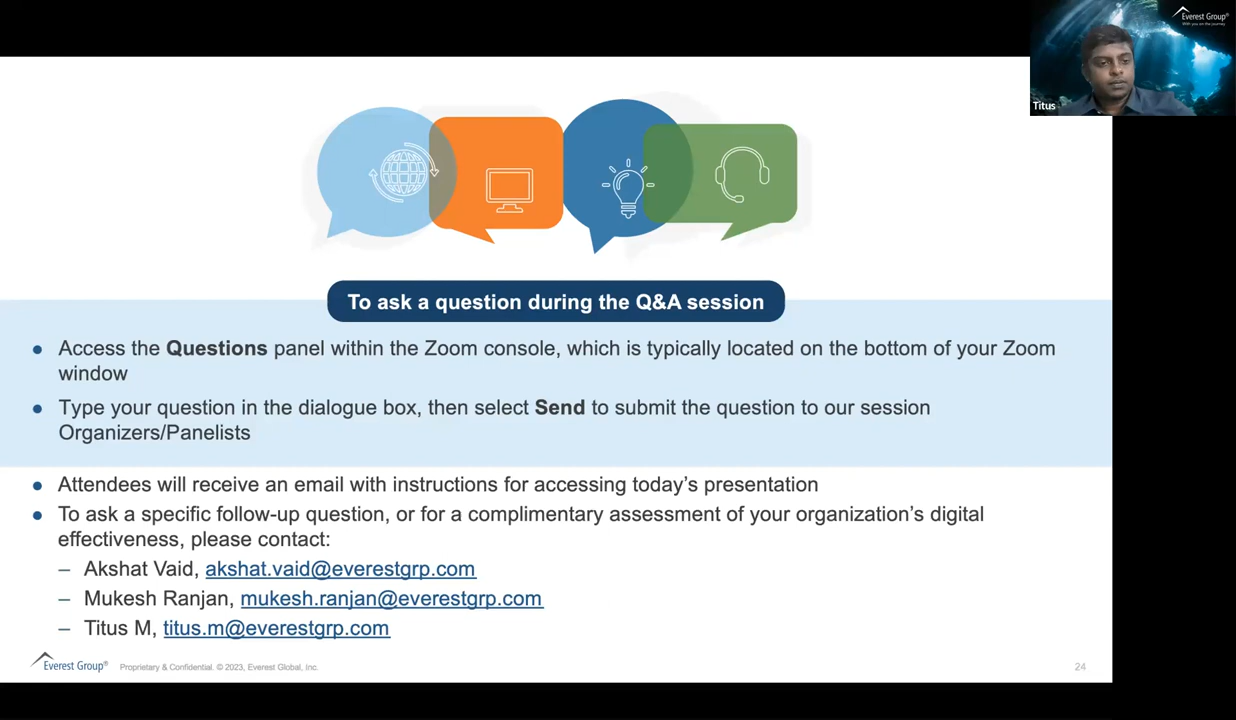 Everest Group®
With you on the journey
Titus
To ask a question during the Q&A session
● Access the Questions panel within the Zoom console, which is typically located on the bottom of your Zoom
window
● Type your question in the dialogue box, then select Send to submit the question to our session
Organizers/Panelists
● Attendees will receive an email with instructions for accessing today’s presentation
● To ask a specific follow-up question, or for a complimentary assessment of your organization’s digital
effectiveness, please contact:
– Akshat Vaid, akshat.vaid@everestgrp.com
– Mukesh Ranjan, mukesh.ranjan@everestgrp.com
– Titus M, titus.m@everestgrp.com
Everest Group® Proprietary & Confidential. © 2023, Everest Global, Inc. 24